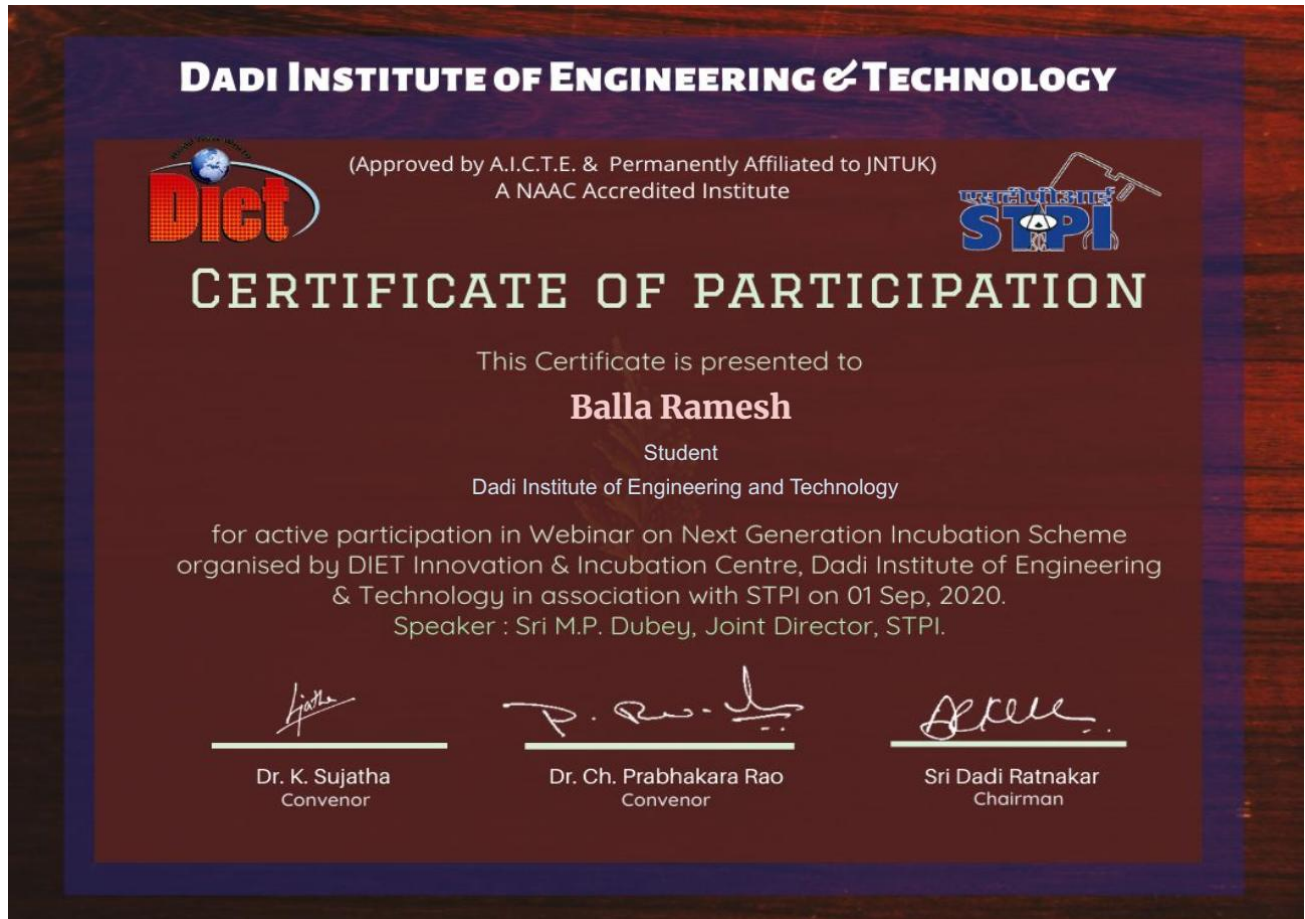 DADI INSTITUTE OF ENGINEERING & TECHNOLOGY
Diet
(Approved by A.I.C.T.E. & Permanently Affiliated to JNTUK)
A NAAC Accredited Institute
एसटीपीआई
STPI
CERTIFICATE OF PARTICIPATION
This Certificate is presented to
Balla Ramesh
Student
Dadi Institute of Engineering and Technology
for active participation in Webinar on Next Generation Incubation Scheme
organised by DIET Innovation & Incubation Centre, Dadi Institute of Engineering
& Technology in association with STPI on 01 Sep, 2020.
Speaker : Sri M.P. Dubey, Joint Director, STPI.
Dr. K. Sujatha
Convenor
Dr. Ch. Prabhakara Rao
Convenor
Sri Dadi Ratnakar
Chairman